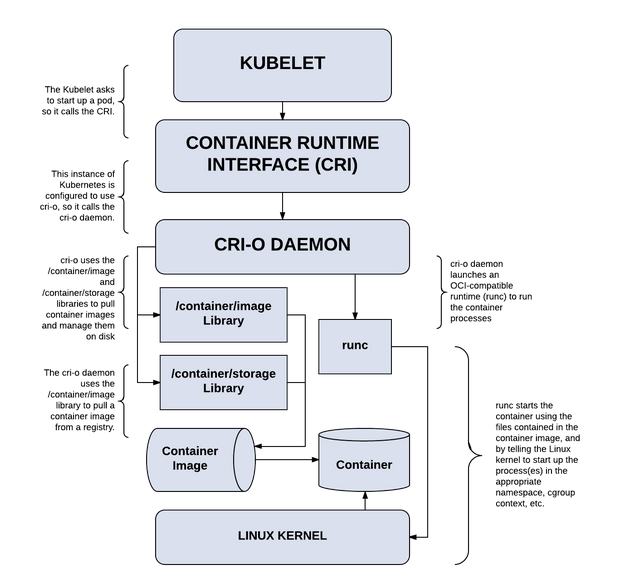 KUBELET
The Kubelet asks
to start up a pod,
so it calls the CRI.
CONTAINER RUNTIME
INTERFACE (CRI)
This instance of
Kubernetes is
configured to use
cri-o, so it calls the
cri-o daemon.
CRI-O DAEMON
cri-o uses the
/container/image
and
/container/storage
libraries to pull
container images
and manage them
on disk
cri-o daemon
launches an
OCI-compatible
runtime (runc) to run
the container
processes
/container/image
Library
runc
/container/storage
Library
The cri-o daemon
uses the
/container/image
library to pull a
container image
from a registry.
runc starts the
container using the
files contained in the
container image, and
by telling the Linux
kernel to start up the
process(es) in the
appropriate
namespace, cgroup
context, etc.
Container
Image
Container
LINUX KERNEL